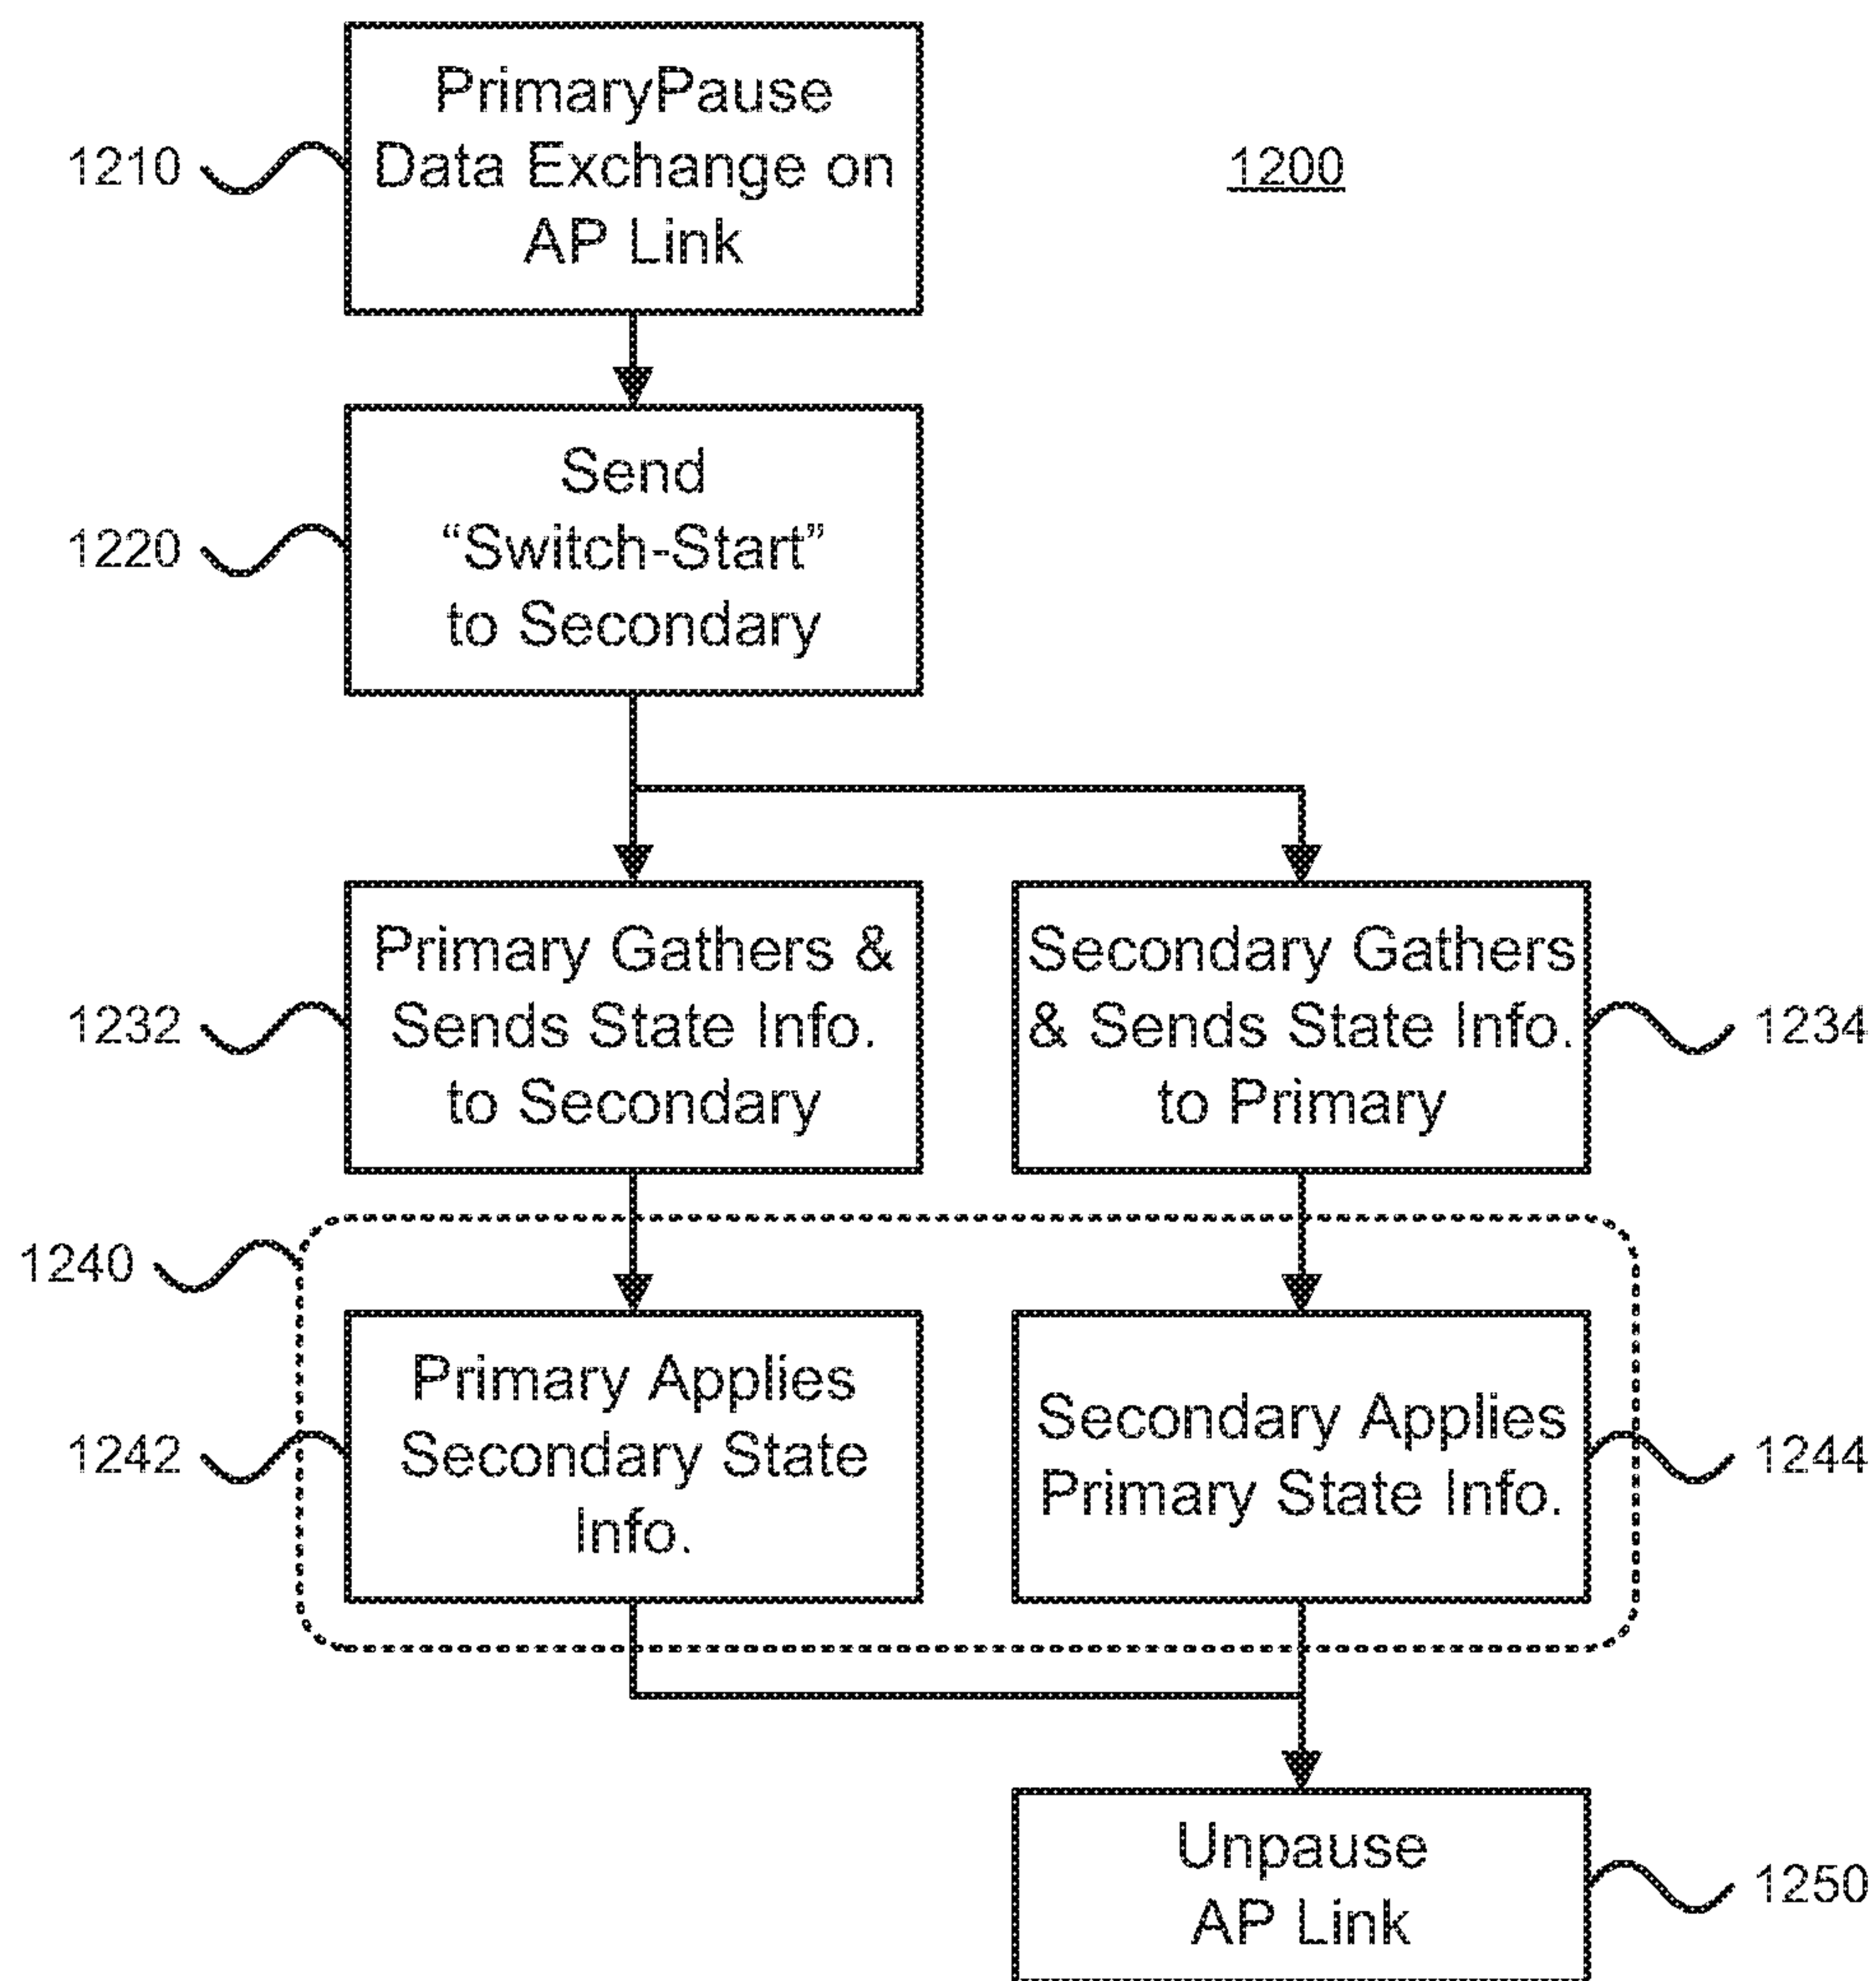 PrimaryPause
Data Exchange on
AP Link
1210
1200
Send
“Switch-Start”
to Secondary
1220
Primary Gathers &
Sends State Info.
to Secondary
1232
Secondary Gathers
& Sends State Info.
to Primary
1234
1240
Primary Applies
Secondary State
Info.
1242
Secondary Applies
Primary State Info.
1244
Unpause
AP Link
1250